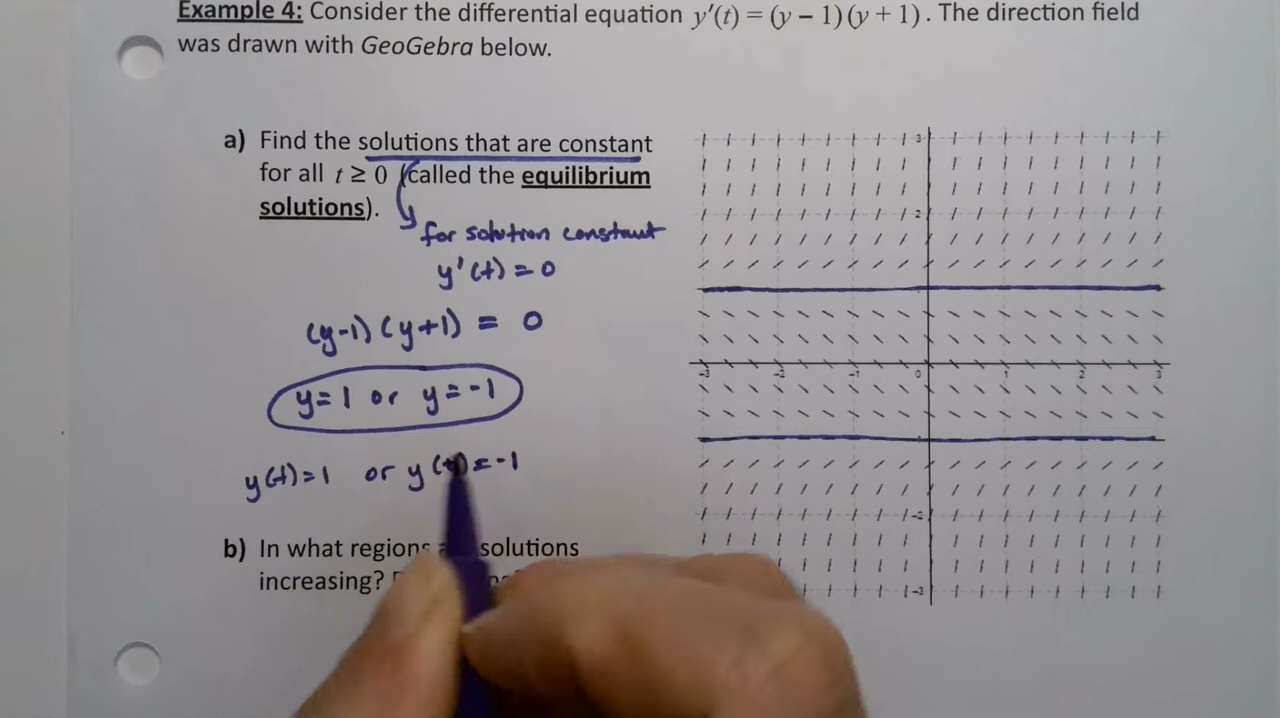 Example 4: Consider the differential equation y′(t) = (y − 1)(y + 1). The direction field
was drawn with GeoGebra below.
a) Find the solutions that are constant
for all t ≥ 0 (called the equilibrium
solutions).
for solution constant
y'(t) = 0
(y-1)(y+1) = 0
y=1 or y=-1
y(t)=1 or y(t)=-1
b) In what regions solutions
increasing?
3
2
-3 -2 -1 0 1 2 3
-2
-3